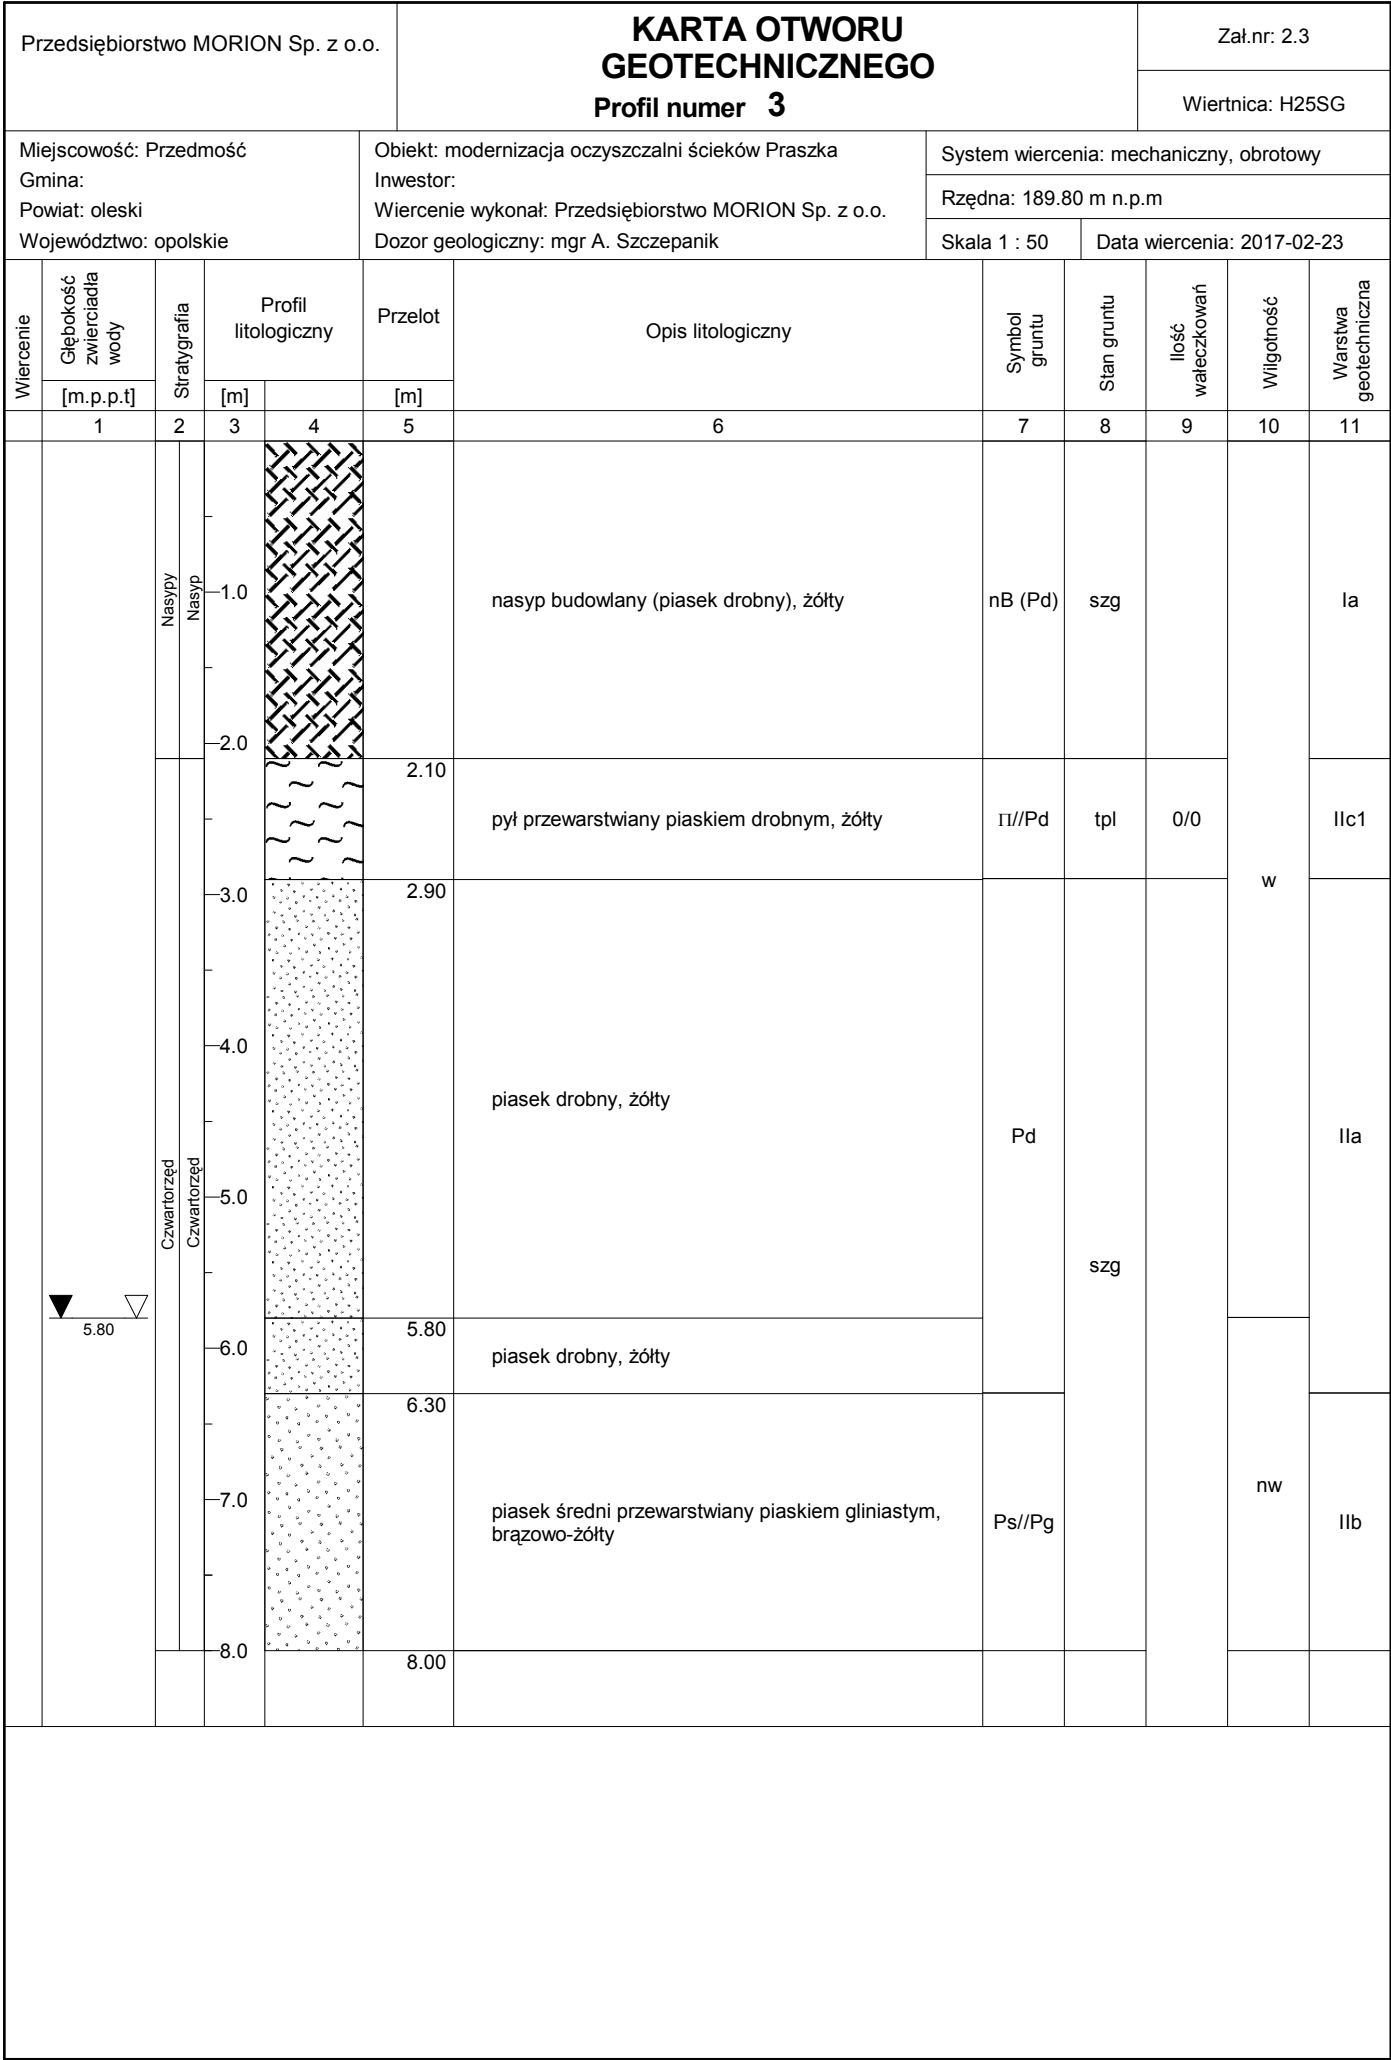 Przedsiębiorstwo MORION Sp. z o.o.
KARTA OTWORU
GEOTECHNICZNEGO
Profil numer 3
Zał.nr: 2.3
Wiertnica: H25SG
Miejscowość: Przedmość
Gmina:
Powiat: oleski
Województwo: opolskie
Obiekt: modernizacja oczyszczalni ścieków Praszka
Inwestor:
Wiercenie wykonał: Przedsiębiorstwo MORION Sp. z o.o.
Dozor geologiczny: mgr A. Szczepanik
System wiercenia: mechaniczny, obrotowy
Rzędna: 189.80 m n.p.m
Skala 1 : 50
Data wiercenia: 2017-02-23
Wiercenie
Głębokość
zwierciadła
wody
[m.p.p.t]
Stratygrafia
Profil
litologiczny
[m]
Przelot
[m]
Opis litologiczny
Symbol
gruntu
Stan gruntu
Ilość
wałeczkowań
Wilgotność
Warstwa
geotechniczna
1 2 3 4 5 6 7 8 9 10 11
Nasypy
Nasyp
1.0
nasyp budowlany (piasek drobny), żółty
nB (Pd)
szg
Ia
2.0
2.10
pył przewarstwiany piaskiem drobnym, żółty
Π//Pd
tpl
0/0
IIc1
w
3.0
2.90
4.0
piasek drobny, żółty
Pd
IIa
Czwartorzęd
Czwartorzęd
5.0
szg
5.80
5.80
6.0
piasek drobny, żółty
6.30
7.0
nw
piasek średni przewarstwiany piaskiem gliniastym,
brązowo-żółty
Ps//Pg
IIb
8.0
8.00